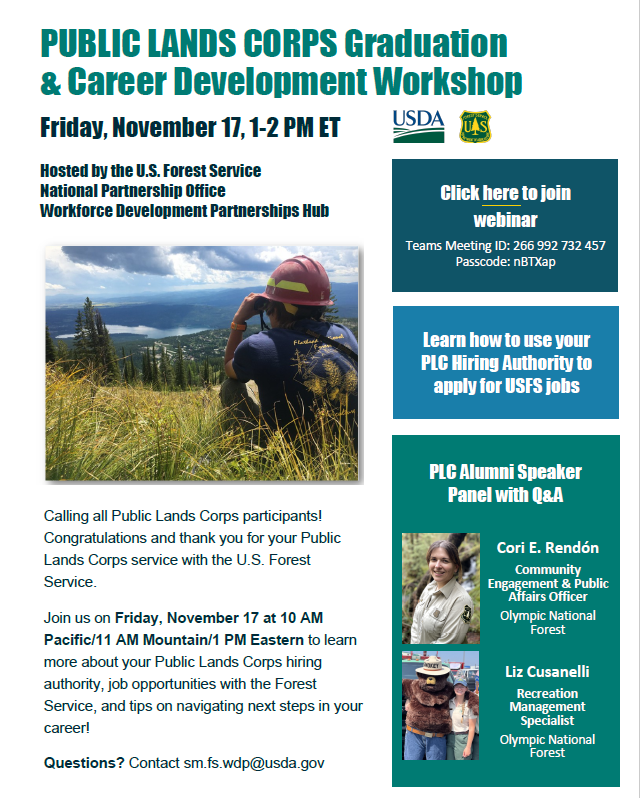 PUBLIC LANDS CORPS Graduation
& Career Development Workshop
Friday, November 17, 1-2 PM ET
USDA
FOREST SERVICE
U S
Hosted by the U.S. Forest Service
National Partnership Office
Workforce Development Partnerships Hub
Click here to join
webinar
Teams Meeting ID: 266 992 732 457
Passcode: nBTXap
Learn how to use your
PLC Hiring Authority to
apply for USFS jobs
PLC Alumni Speaker
Panel with Q&A
Cori E. Rendón
Community
Engagement & Public
Affairs Officer
Olympic National
Forest
SMOKEY
Liz Cusanelli
Recreation
Management
Specialist
Olympic National
Forest
Calling all Public Lands Corps participants!
Congratulations and thank you for your Public
Lands Corps service with the U.S. Forest
Service.
Join us on Friday, November 17 at 10 AM
Pacific/11 AM Mountain/1 PM Eastern to learn
more about your Public Lands Corps hiring
authority, job opportunities with the Forest
Service, and tips on navigating next steps in your
career!
Questions? Contact sm.fs.wdp@usda.gov